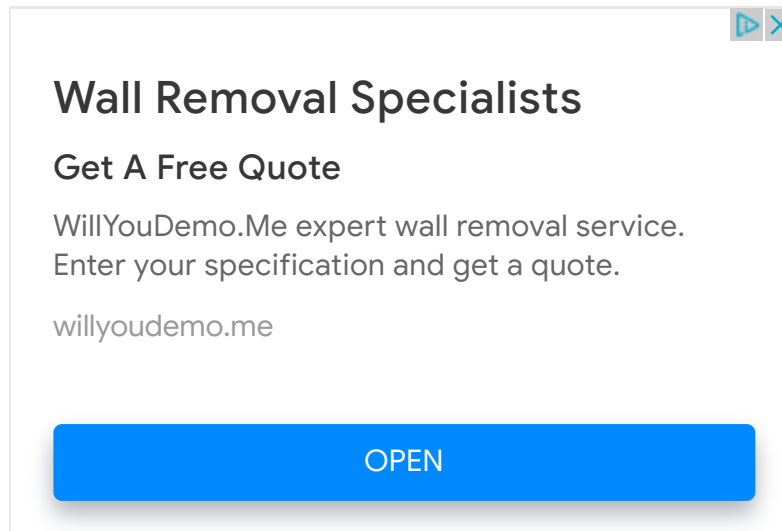 Wall Removal Specialists
Get A Free Quote
WillYouDemo.Me expert wall removal service.
Enter your specification and get a quote.
willyoudemo.me
OPEN